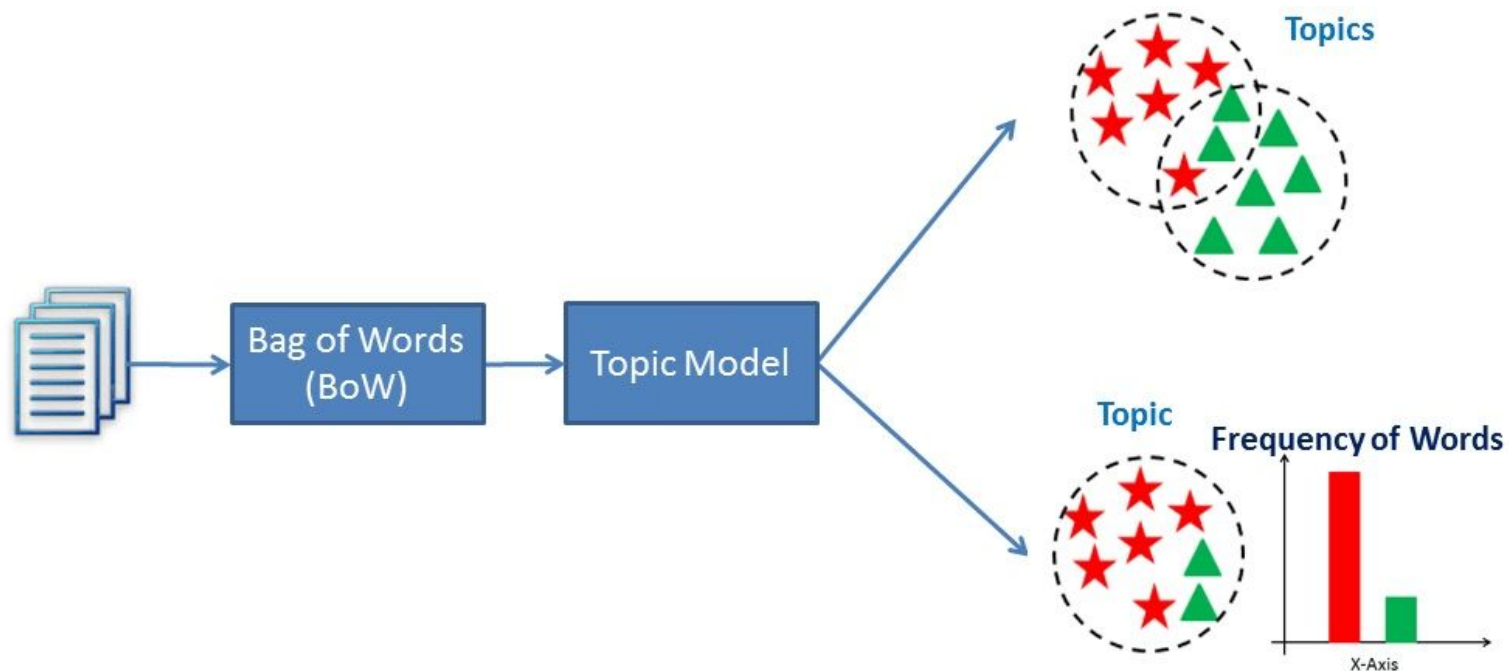 Topics
Bag of Words
(BoW)
Topic Model
Topic
Frequency of Words
X-Axis